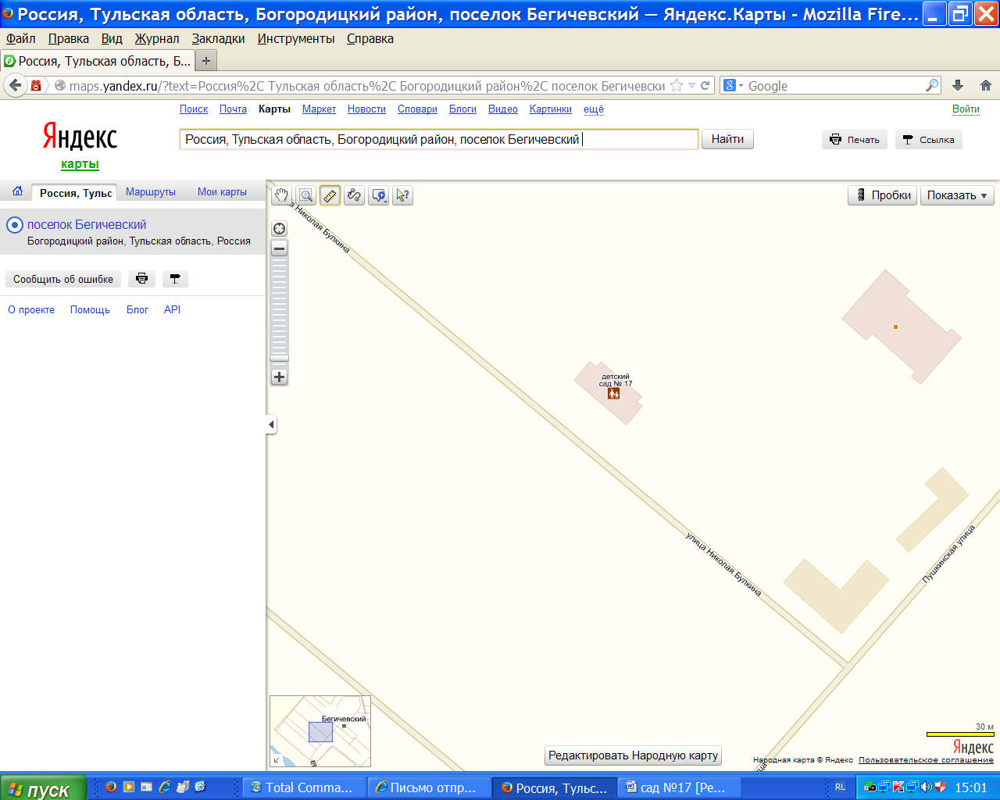 Россия, Тульская область, Богородицкий район, поселок Бегичевский — Яндекс.Карты - Mozilla Fire...
Файл Правка Вид Журнал Закладки Инструменты Справка
Россия, Тульская область, Б... +
maps.yandex.ru/?text=Россия%2C Тульская область%2C Богородицкий район%2C поселок Бегичевски Google
Поиск Почта Карты Маркет Новости Словари Блоги Видео Картинки ещё Войти
Яндекс
карты
Россия, Тульская область, Богородицкий район, поселок Бегичевский Найти Печать Ссылка
Россия, Тульс Маршруты Мои карты
Пробки Показать
поселок Бегичевский
Богородицкий район, Тульская область, Россия
Сообщить об ошибке
О проекте Помощь Блог API
а Николая Булкина
детский
сад № 17
улица Николая Булкина
Пушкинская улица
Бегичевский
30 м
Яндекс
Редактировать Народную карту
Народная карта © Яндекс Пользовательское соглашение
пуск Total Comma... Письмо отпр... Россия, Тульс... сад №17 [Ре... RL 15:01